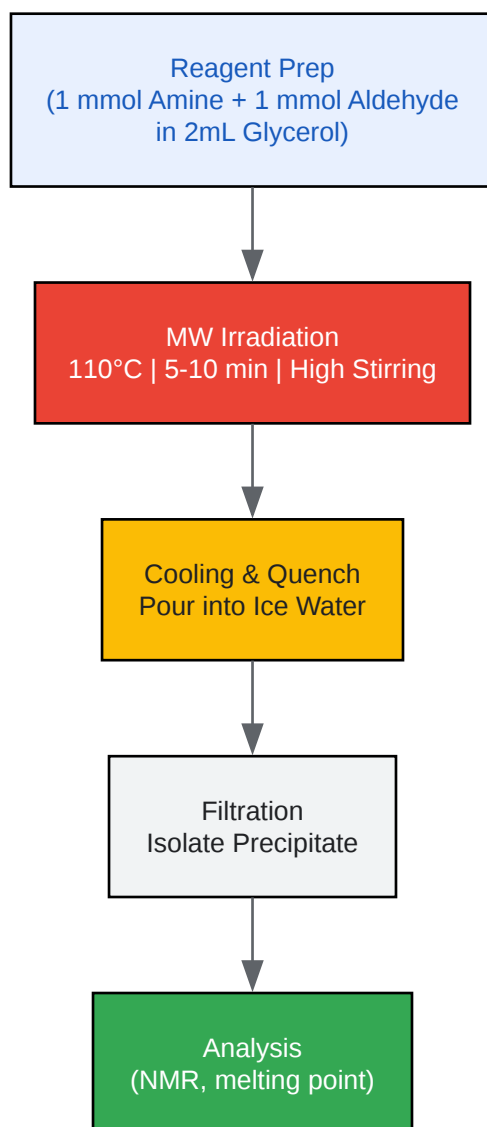 Reagent Prep
(1 mmol Amine + 1 mmol Aldehyde
in 2mL Glycerol)
MW Irradiation
110°C | 5-10 min | High Stirring
Cooling & Quench
Pour into Ice Water
Filtration
Isolate Precipitate
Analysis
(NMR, melting point)